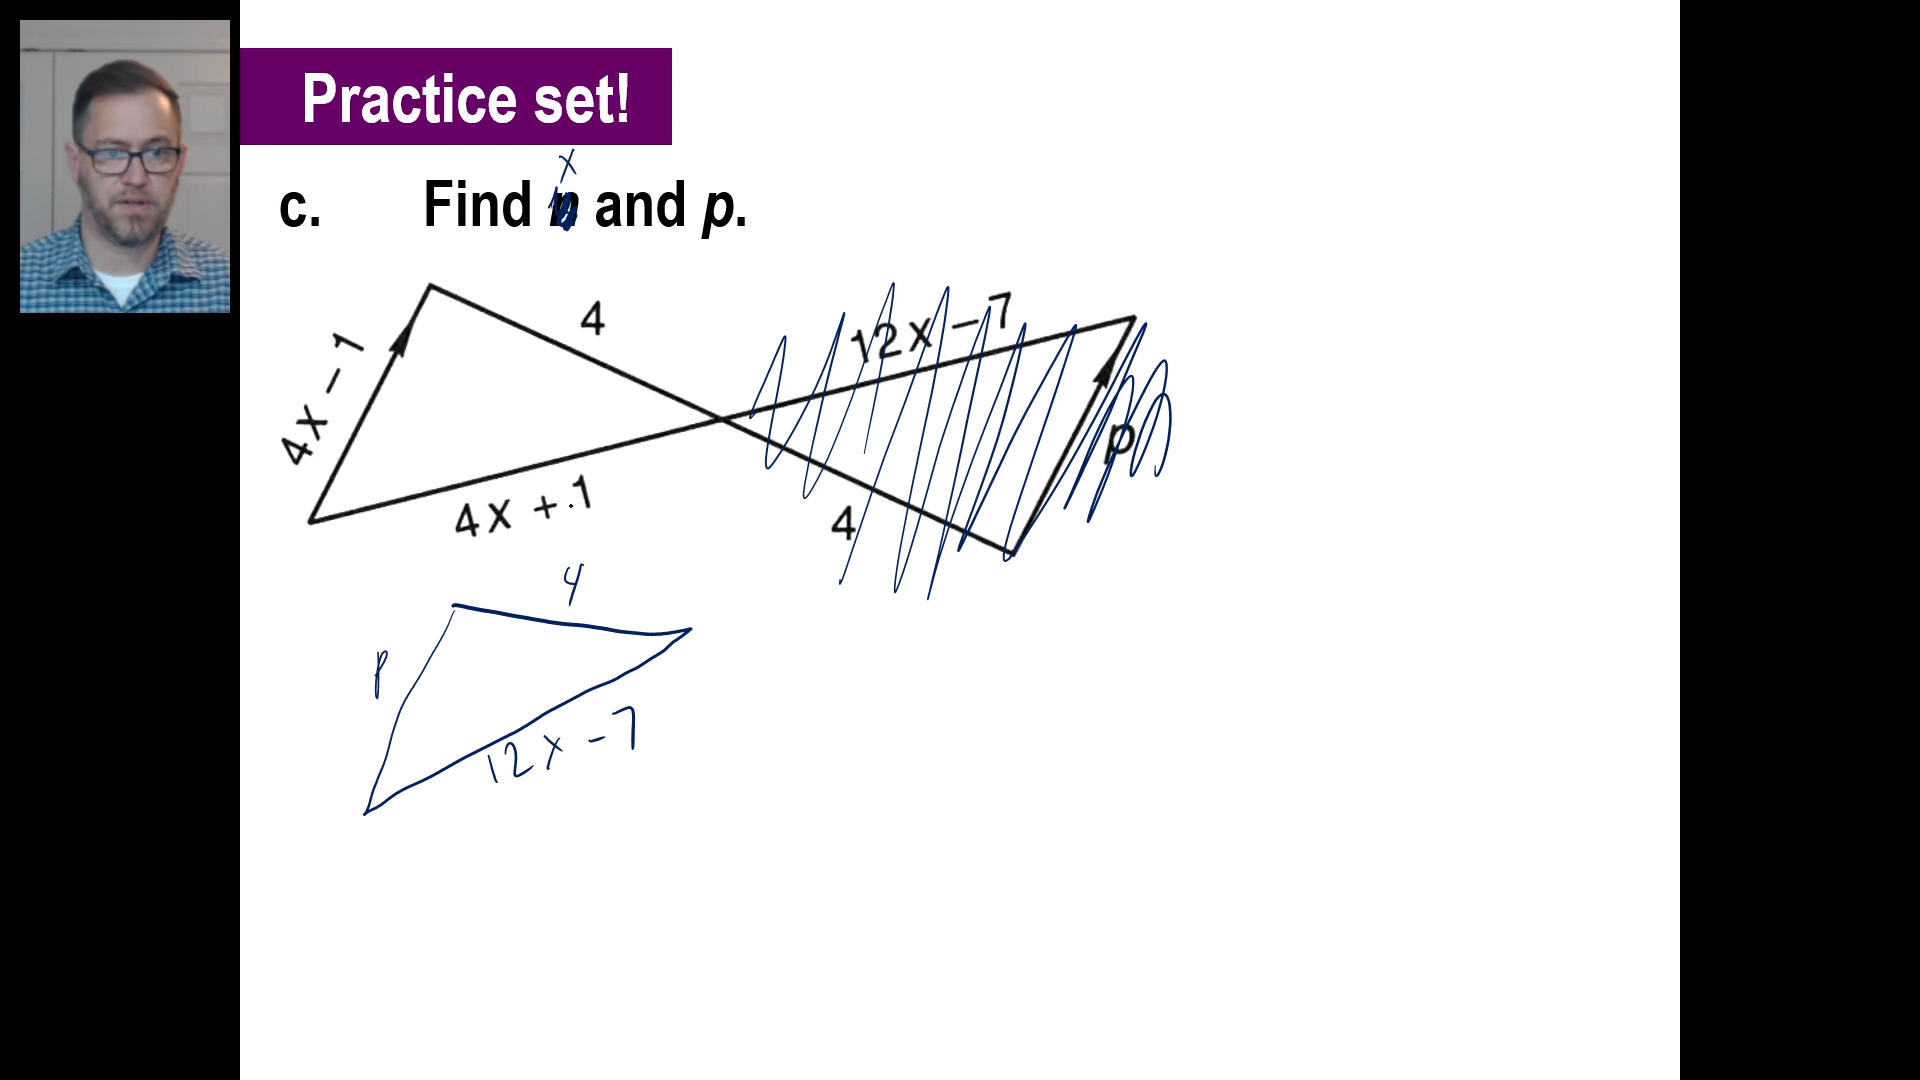 Practice set!
x
c. Find and p.
4
12x – 7
4x – 1
p
4x + 1
4
4
p
12x – 7